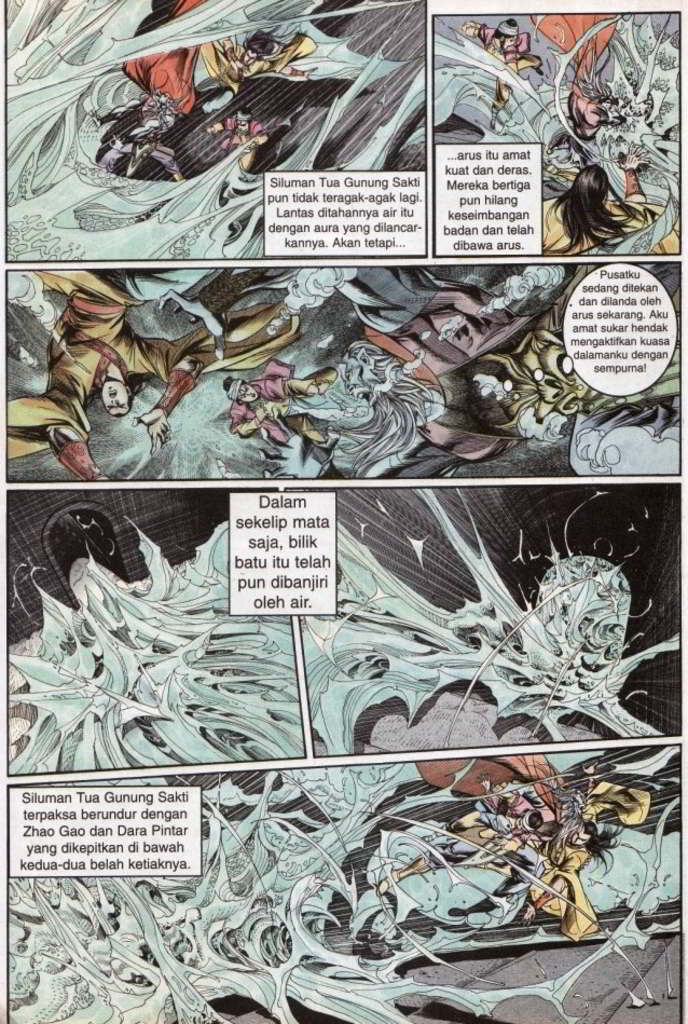 Siluman Tua Gunung Sakti
pun tidak teragak-agak lagi.
Lantas ditahannya air itu
dengan aura yang dilancar-
kannya. Akan tetapi...
...arus itu amat
kuat dan deras.
Mereka bertiga
pun hilang
keseimbangan
badan dan telah
dibawa arus.
Pusatku
sedang ditekan
dan dilanda oleh
arus sekarang. Aku
amat sukar hendak
mengaktifkan kuasa
dalamanku dengan
sempurna!
Dalam
sekelip mata
saja, bilik
batu itu telah
pun dibanjiri
oleh air.
Siluman Tua Gunung Sakti
terpaksa berundur dengan
Zhao Gao dan Dara Pintar
yang dikepitkan di bawah
kedua-dua belah ketiaknya.